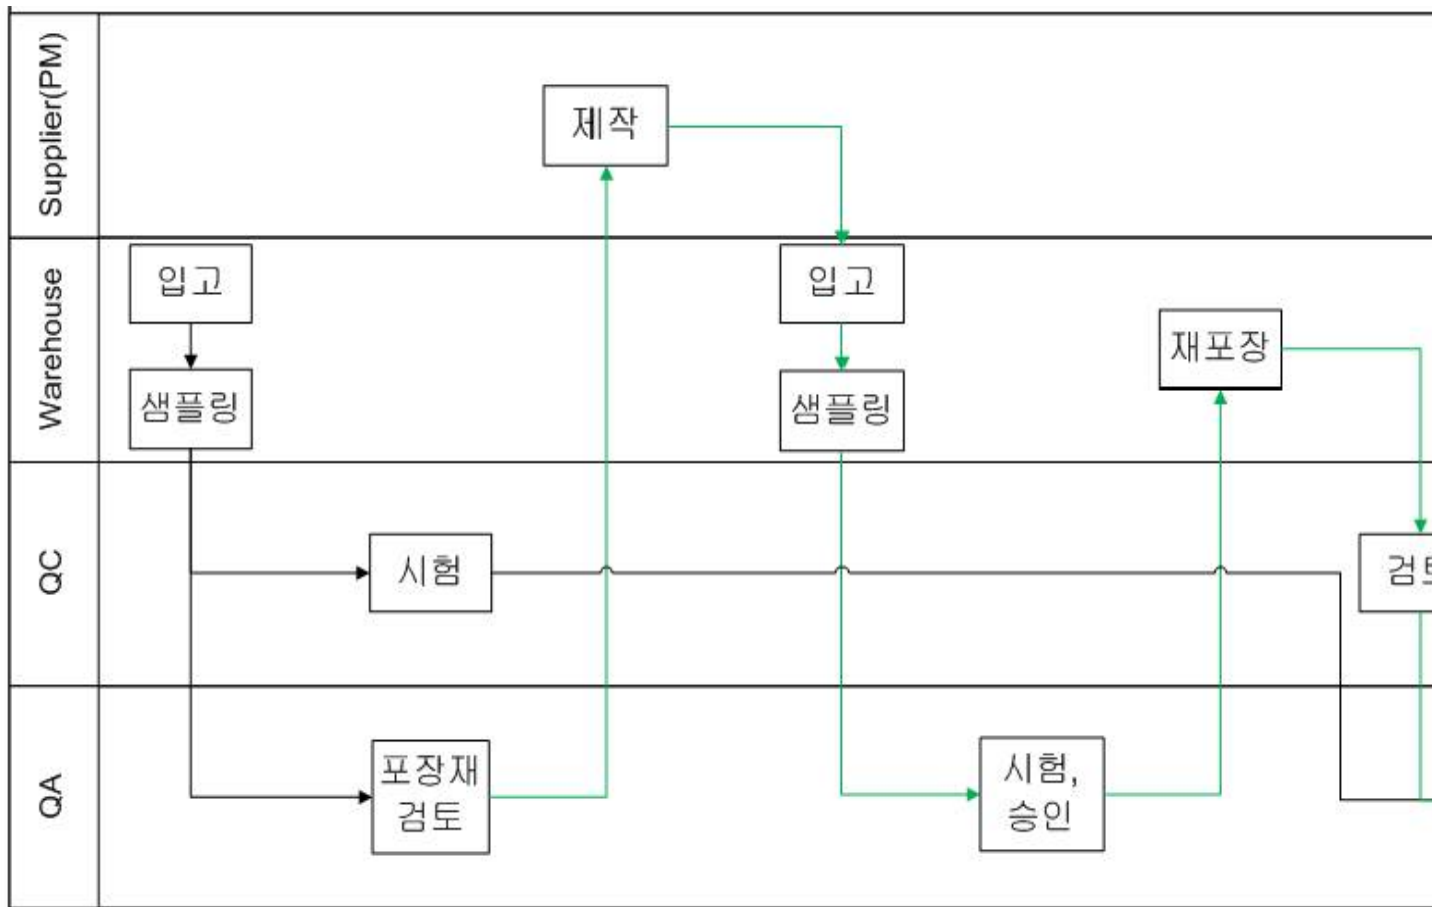 Supplier(PM)
제작
Warehouse
입고
샘플링
입고
샘플링
재포장
QC
시험
QA
포장재
검토
시험,
승인